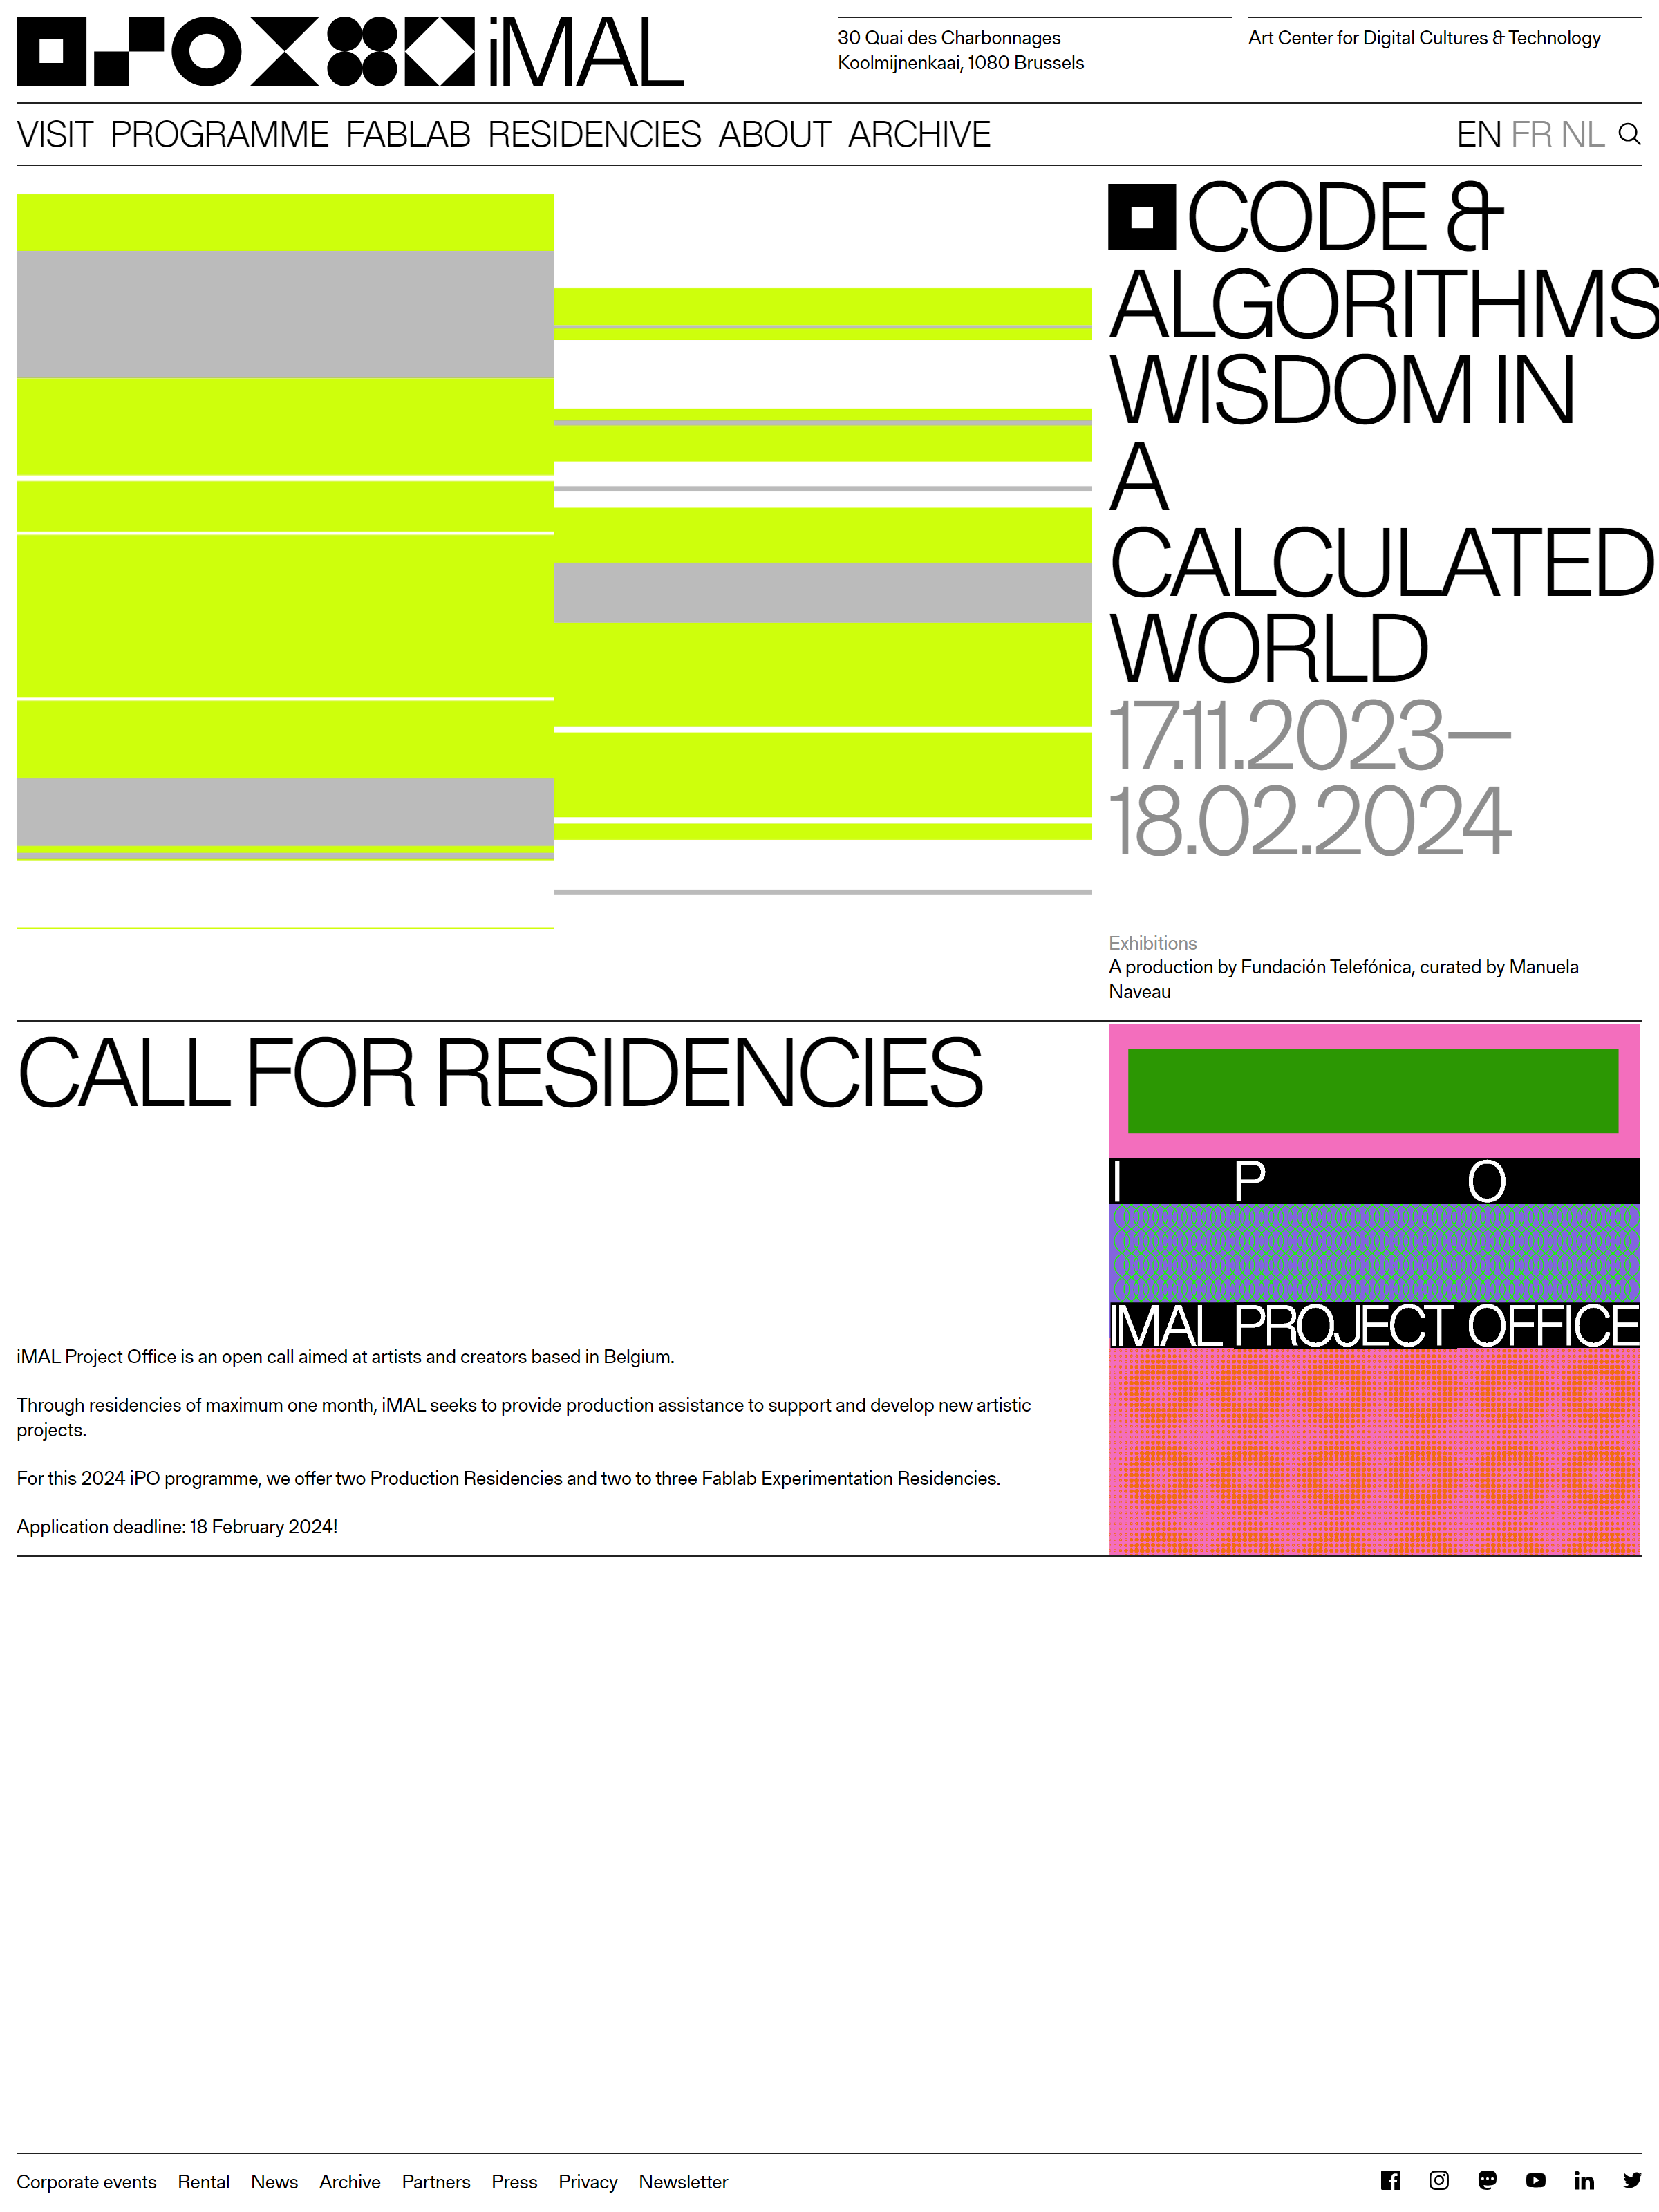 iMAL
30 Quai des Charbonnages
Koolmijnenkaai, 1080 Brussels
Art Center for Digital Cultures & Technology
VISIT PROGRAMME FABLAB RESIDENCIES ABOUT ARCHIVE
EN FR NL
CODE &
ALGORITHMS
WISDOM IN
A
CALCULATED
WORLD
17.11.2023—
18.02.2024
Exhibitions
A production by Fundación Telefónica, curated by Manuela
Naveau
CALL FOR RESIDENCIES
I P O
IMAL PROJECT OFFICE
iMAL Project Office is an open call aimed at artists and creators based in Belgium.
Through residencies of maximum one month, iMAL seeks to provide production assistance to support and develop new artistic
projects.
For this 2024 iPO programme, we offer two Production Residencies and two to three Fablab Experimentation Residencies.
Application deadline: 18 February 2024!
Corporate events Rental News Archive Partners Press Privacy Newsletter